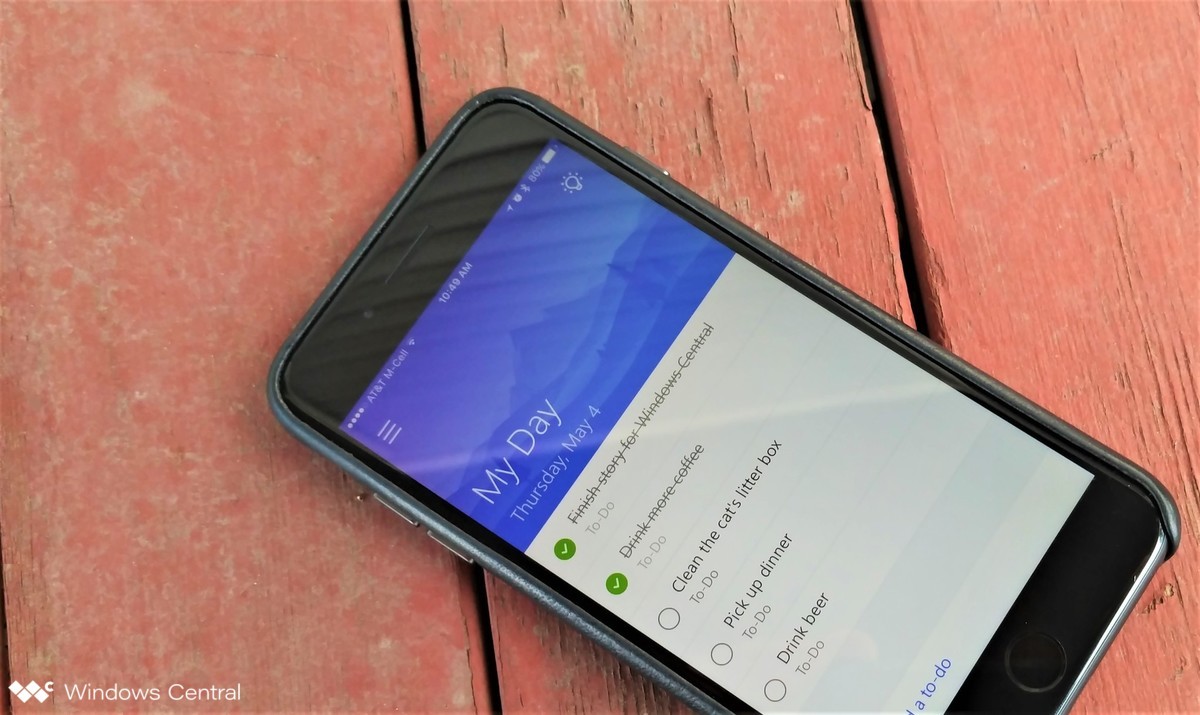 AT&T M-Cell 10:49 AM 80%
My Day
Thursday, May 4
Finish story for Windows Central
To-Do
Drink more coffee
To-Do
Clean the cat's litter box
To-Do
Pick up dinner
To-Do
Drink beer
To-Do
a to-do
Windows Central